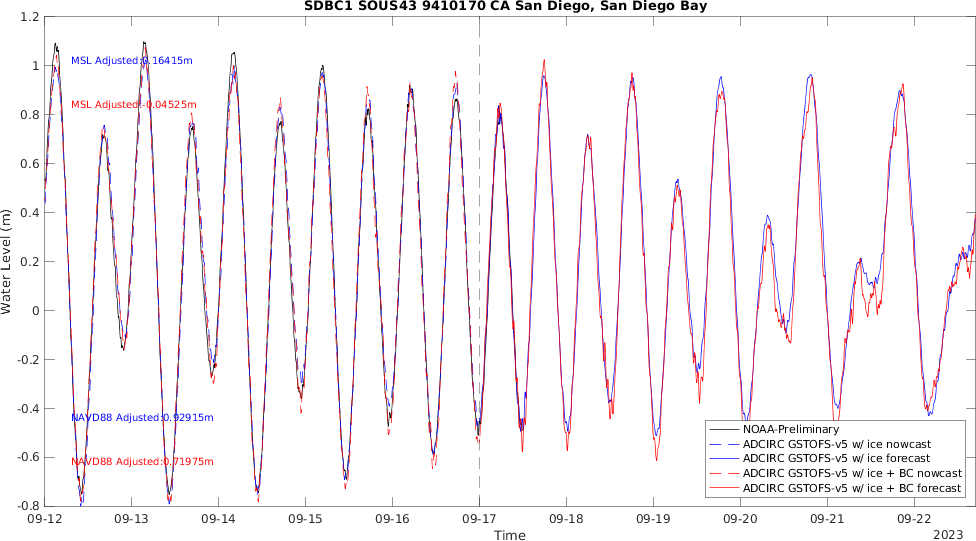 SDBC1 SOUS43 9410170 CA San Diego, San Diego Bay
1.2
1
0.8
0.6
0.4
0.2
0
-0.2
-0.4
-0.6
-0.8
Water Level (m)
MSL Adjusted:0.16415m
MSL Adjusted:-0.04525m
NAVD88 Adjusted:0.92915m
NAVD88 Adjusted:0.71975m
NOAA-Preliminary
ADCIRC GSTOFS-v5 w/ ice nowcast
ADCIRC GSTOFS-v5 w/ ice forecast
ADCIRC GSTOFS-v5 w/ ice + BC nowcast
ADCIRC GSTOFS-v5 w/ ice + BC forecast
09-12 09-13 09-14 09-15 09-16 09-17 09-18 09-19 09-20 09-21 09-22
Time
2023